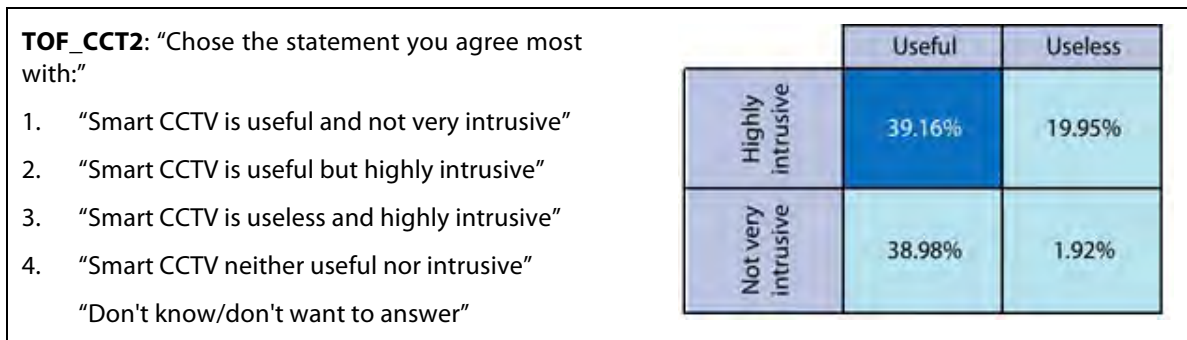 TOF_CCT2: “Chose the statement you agree most
with:”
1. “Smart CCTV is useful and not very intrusive”
2. “Smart CCTV is useful but highly intrusive”
3. “Smart CCTV is useless and highly intrusive”
4. “Smart CCTV neither useful nor intrusive”
“Don't know/don't want to answer”
Useful Useless
Highly
intrusive
39.16% 19.95%
Not very
intrusive
38.98% 1.92%